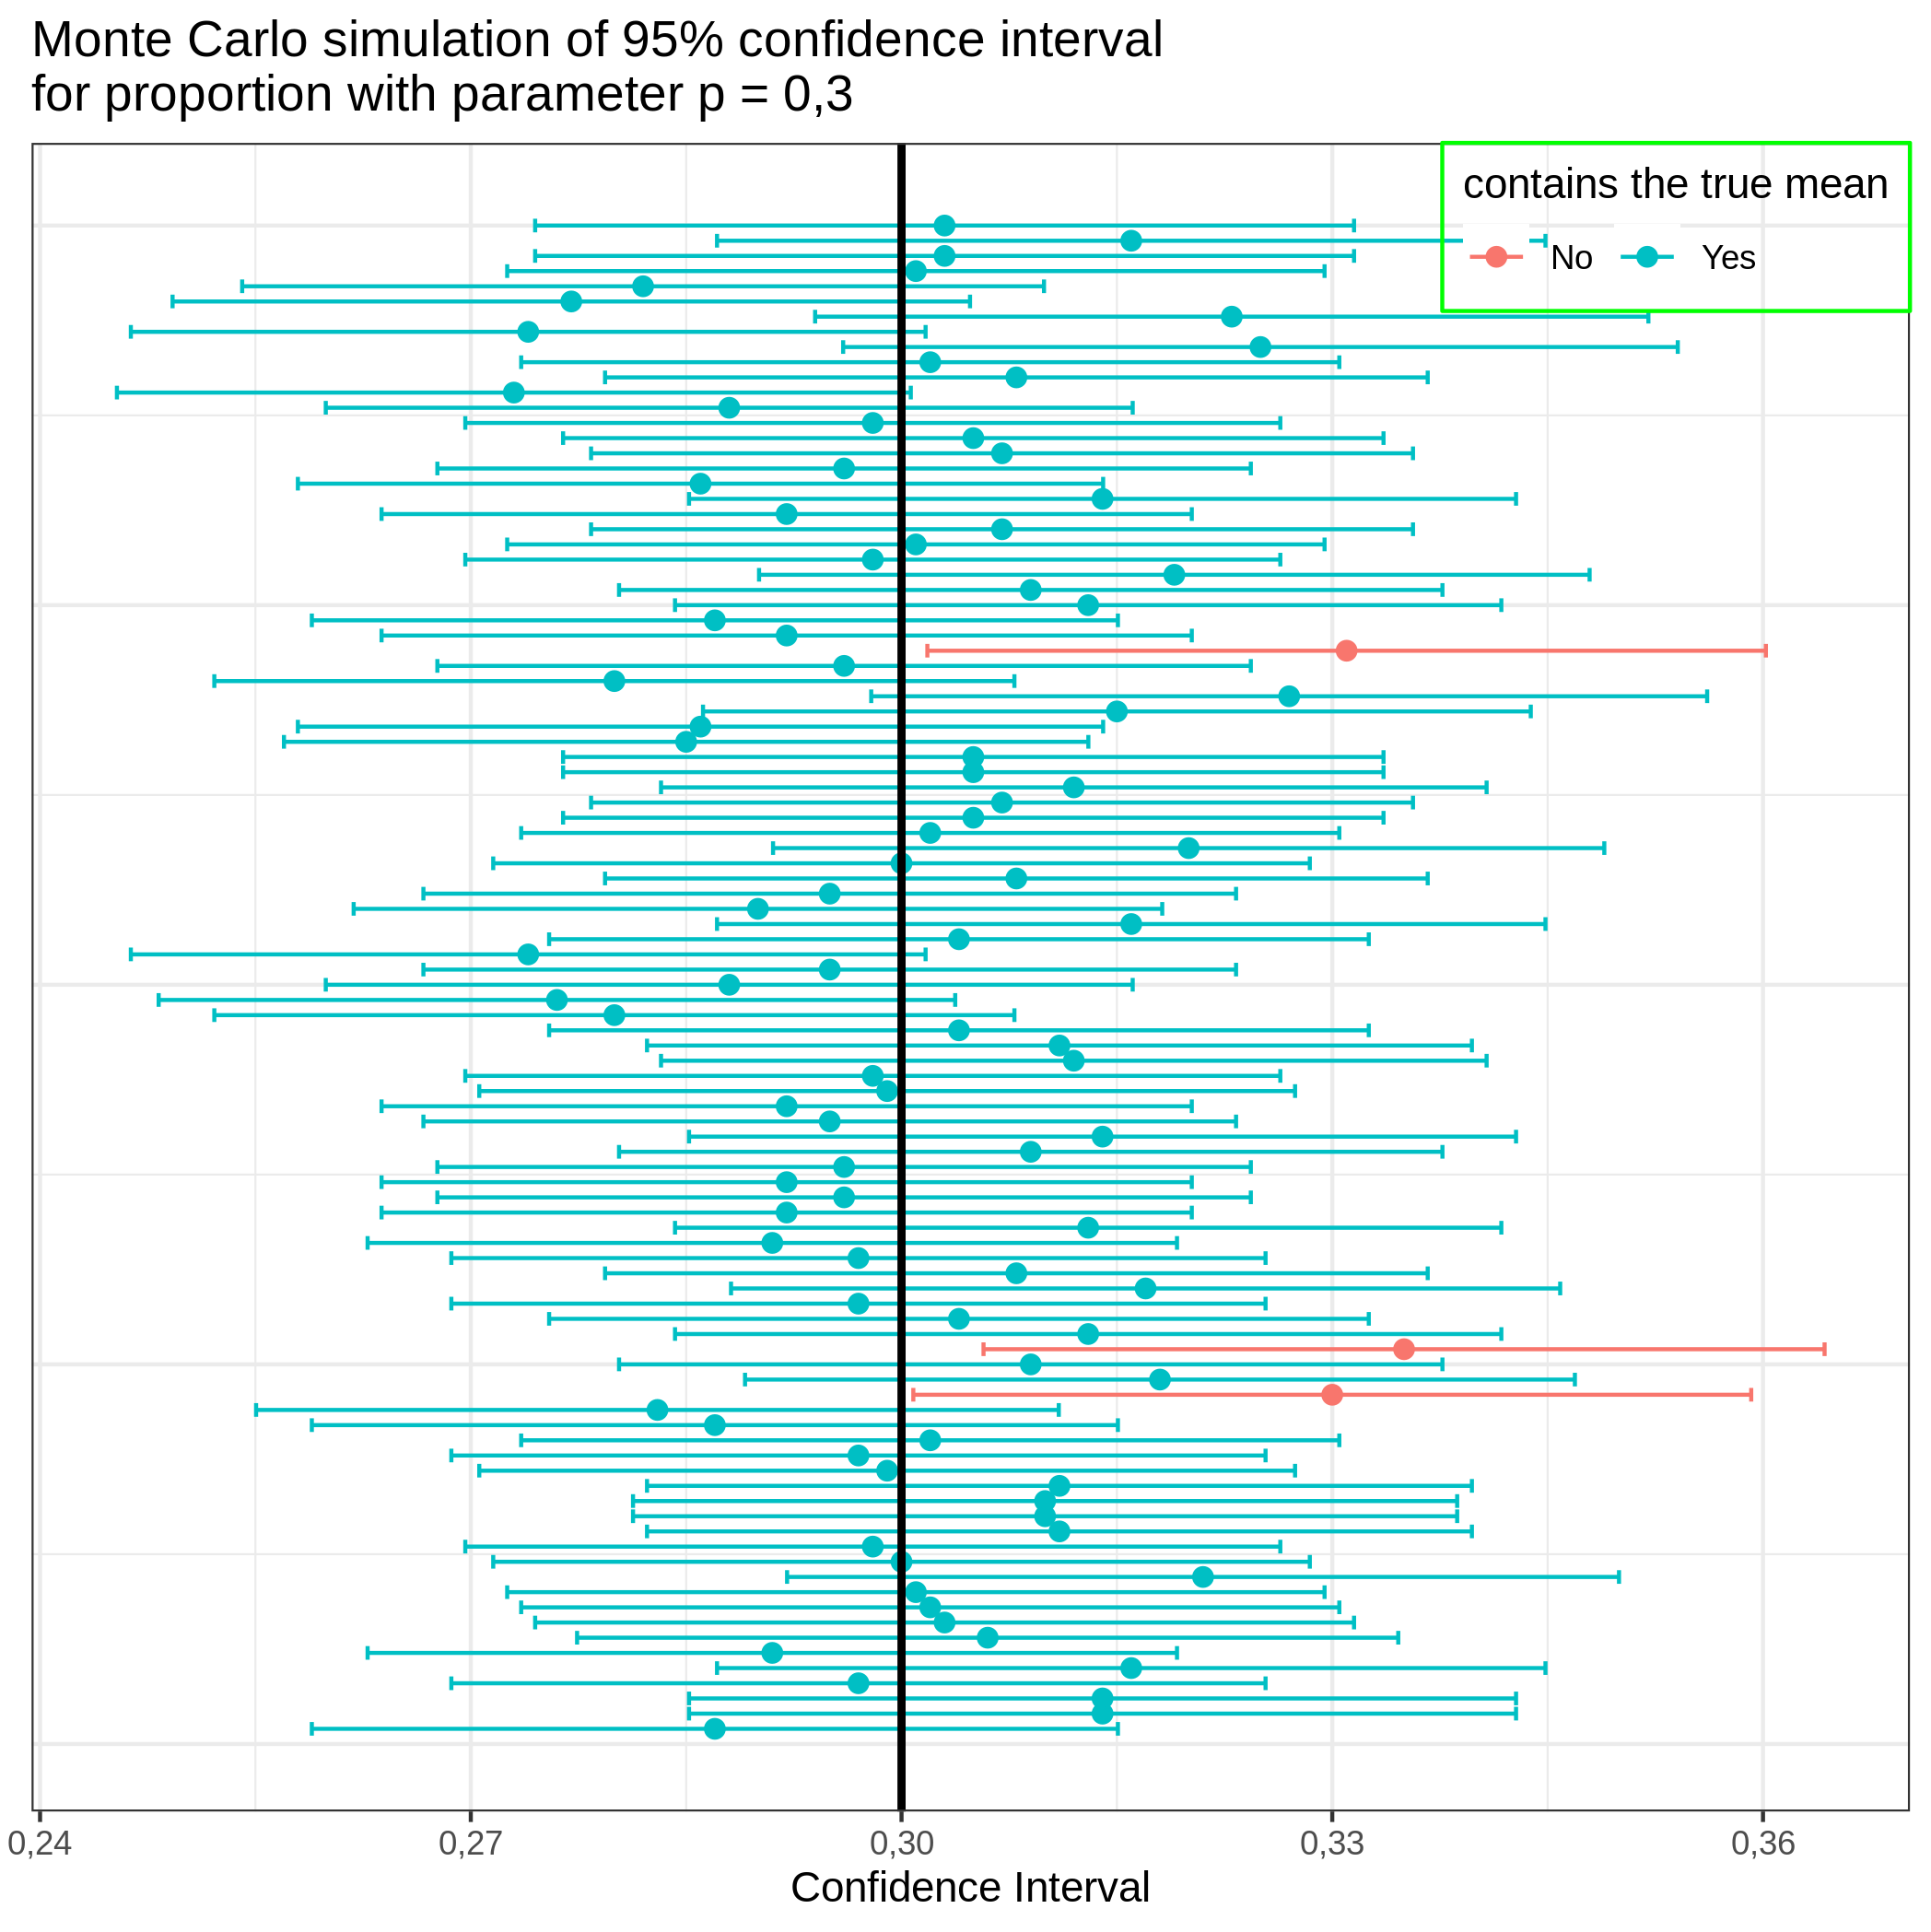 Monte Carlo simulation of 95% confidence interval
for proportion with parameter p = 0,3
contains the true mean
No Yes
0,24 0,27 0,30 0,33 0,36
Confidence Interval